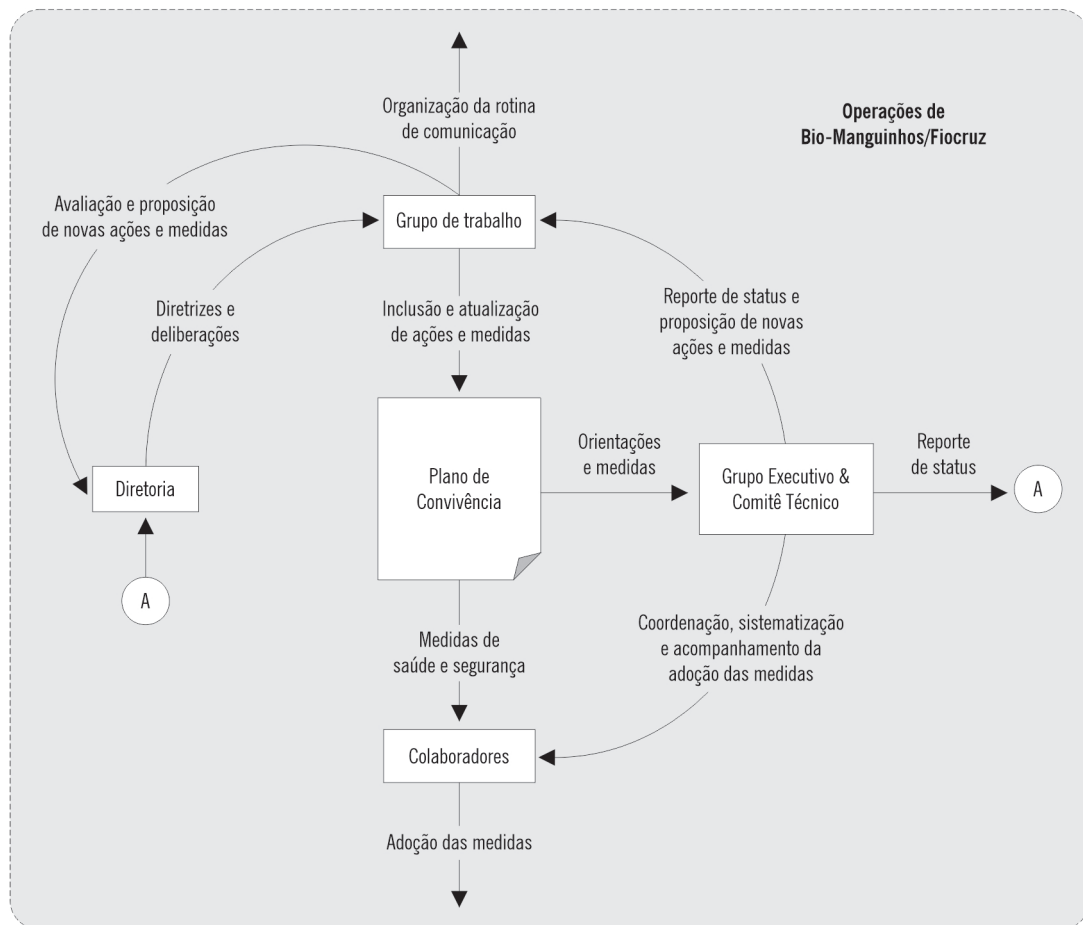 Organização da rotina
de comunicação
Operações de
Bio-Manguinhos/Fiocruz
Avaliação e proposição
de novas ações e medidas
Grupo de trabalho
Diretrizes e
deliberações
Inclusão e atualização
de ações e medidas
Reporte de status e
proposição de novas
ações e medidas
Diretoria
Plano de
Convivência
Orientações
e medidas
Grupo Executivo &
Comitê Técnico
Reporte
de status
A
A
Medidas de
saúde e segurança
Coordenação, sistematização
e acompanhamento da
adoção das medidas
Colaboradores
Adoção das medidas